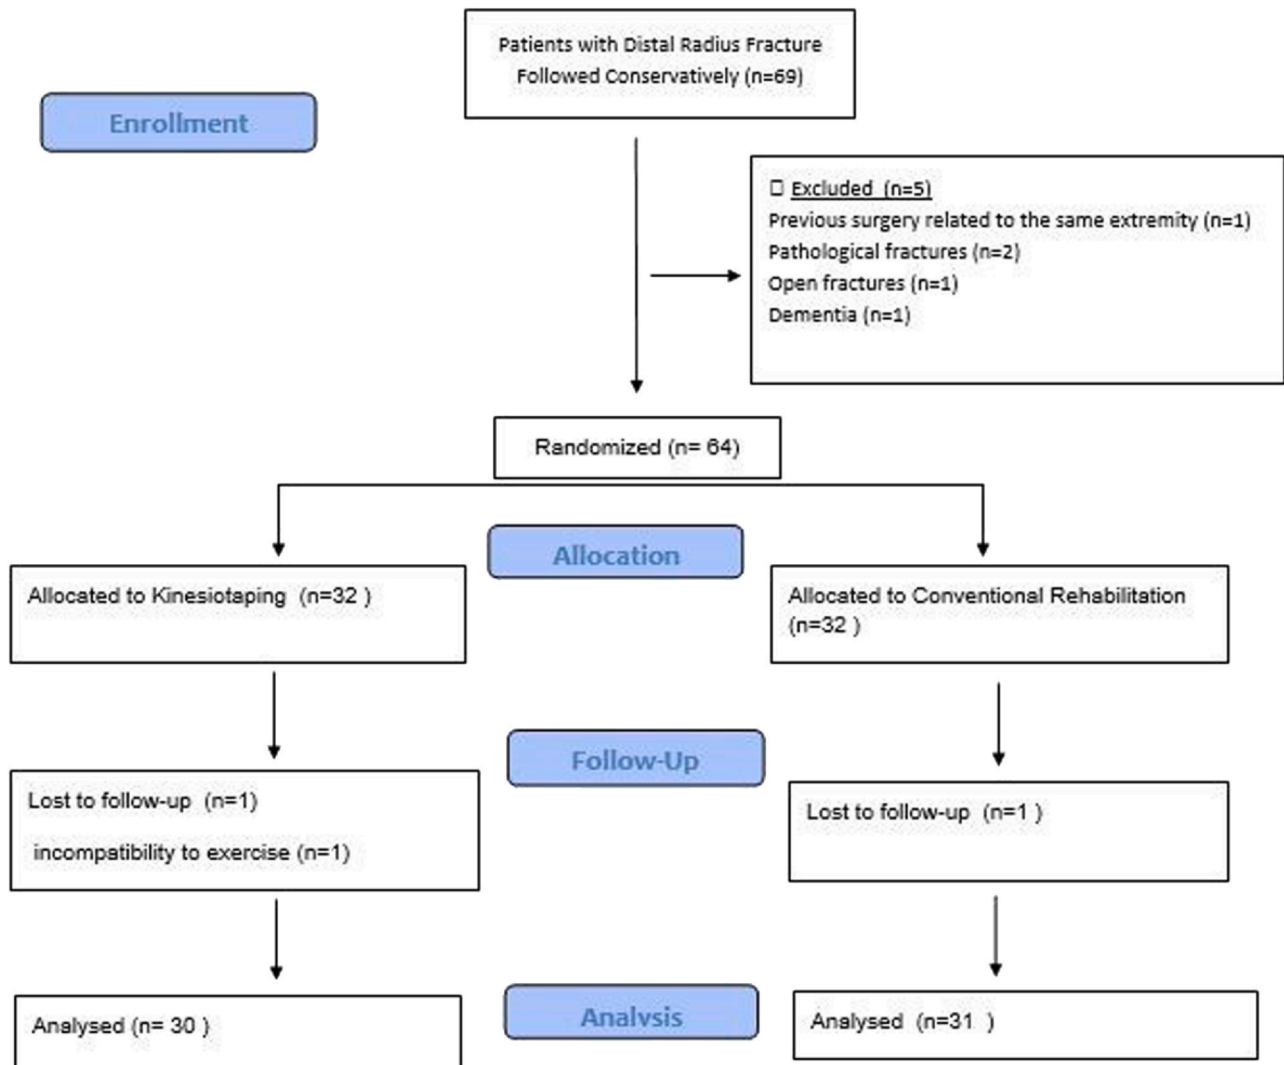 Patients with Distal Radius Fracture
Followed Conservatively (n=69)
Enrollment
☐ Excluded (n=5)
Previous surgery related to the same extremity (n=1)
Pathological fractures (n=2)
Open fractures (n=1)
Dementia (n=1)
Randomized (n= 64)
Allocation
Allocated to Kinesiotaping (n=32 )
Allocated to Conventional Rehabilitation
(n=32 )
Follow-Up
Lost to follow-up (n=1)
incompatibility to exercise (n=1)
Lost to follow-up (n=1 )
Analysis
Analysed (n= 30 )
Analysed (n=31 )